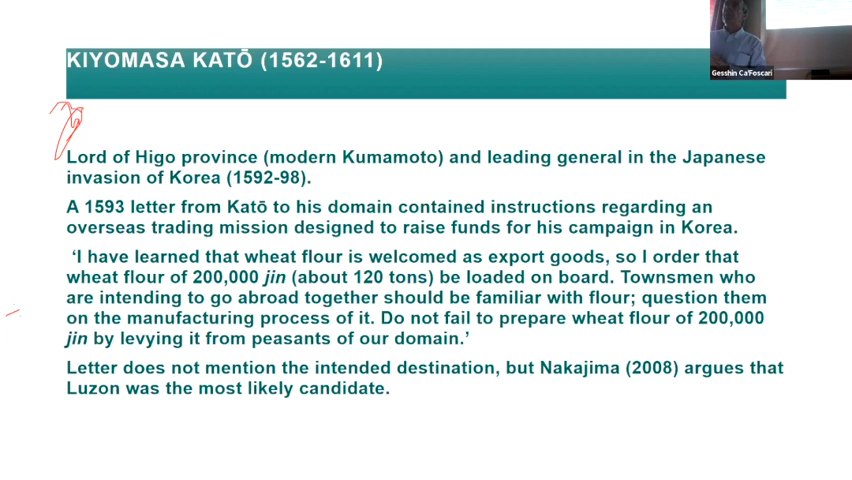 KIYOMASA KATŌ (1562-1611)
Gesshin Ca'Foscari
Lord of Higo province (modern Kumamoto) and leading general in the Japanese
invasion of Korea (1592-98).
A 1593 letter from Katō to his domain contained instructions regarding an
overseas trading mission designed to raise funds for his campaign in Korea.
‘I have learned that wheat flour is welcomed as export goods, so I order that
wheat flour of 200,000 jin (about 120 tons) be loaded on board. Townsmen who
are intending to go abroad together should be familiar with flour; question them
on the manufacturing process of it. Do not fail to prepare wheat flour of 200,000
jin by levying it from peasants of our domain.’
Letter does not mention the intended destination, but Nakajima (2008) argues that
Luzon was the most likely candidate.